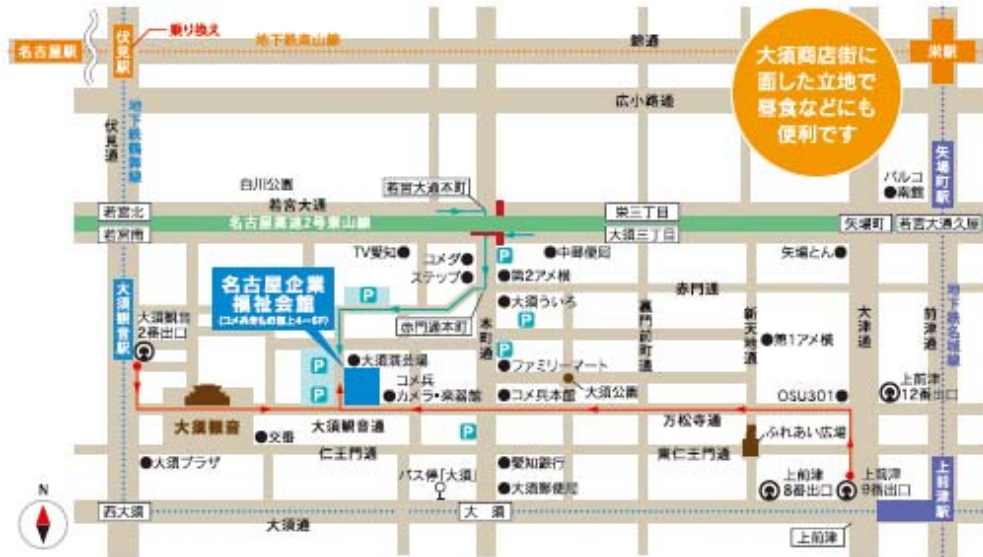 乗り換え
名古屋駅
伏見駅
地下鉄東山線
錦通
栄駅
大須商店街に
面した立地で
昼食などにも
便利です
広小路通
地下鉄鶴舞線
伏見通
矢場町駅
パルコ
●南館
白川公園
若宮大通本町
若宮大通
若宮北
名古屋高速2号東山線
栄三丁目
矢場町
若宮大通久屋
若宮南
大須三丁目
TV愛知●
コメダ●
ステップ●
P
●中郵便局
矢場とん●
●第2アメ横
名古屋企業
福祉会館
(コメ兵きもの館上4~6F)
P
赤門通
大須観音駅
大須観音
2番出口
●大須ういろ
赤門通本町
P
本町通
裏門前町通
新天地通
大津通
前津通
地下鉄名城線
●第1アメ横
●大須演芸場
P
P
P
●ファミリーマート
コメ兵
●カメラ・楽器館
●コメ兵本館
大須公園
OSU301●
上前津
12番出口
大須観音
●交番
大須観音通
P
万松寺通
ふれあい広場
仁王門通
東仁王門通
●大須プラザ
バス停「大須」
●愛知銀行
●大須郵便局
上前津
8番出口
上前津
9番出口
上前津駅
N
西大須
大須通
大須
上前津